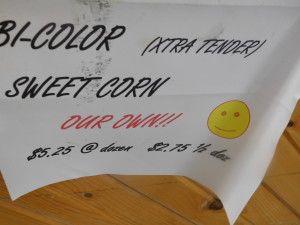 BI-COLOR (XTRA TENDER)
SWEET CORN
OUR OWN!!
$5.25 @ dozen $2.75 ½ doz